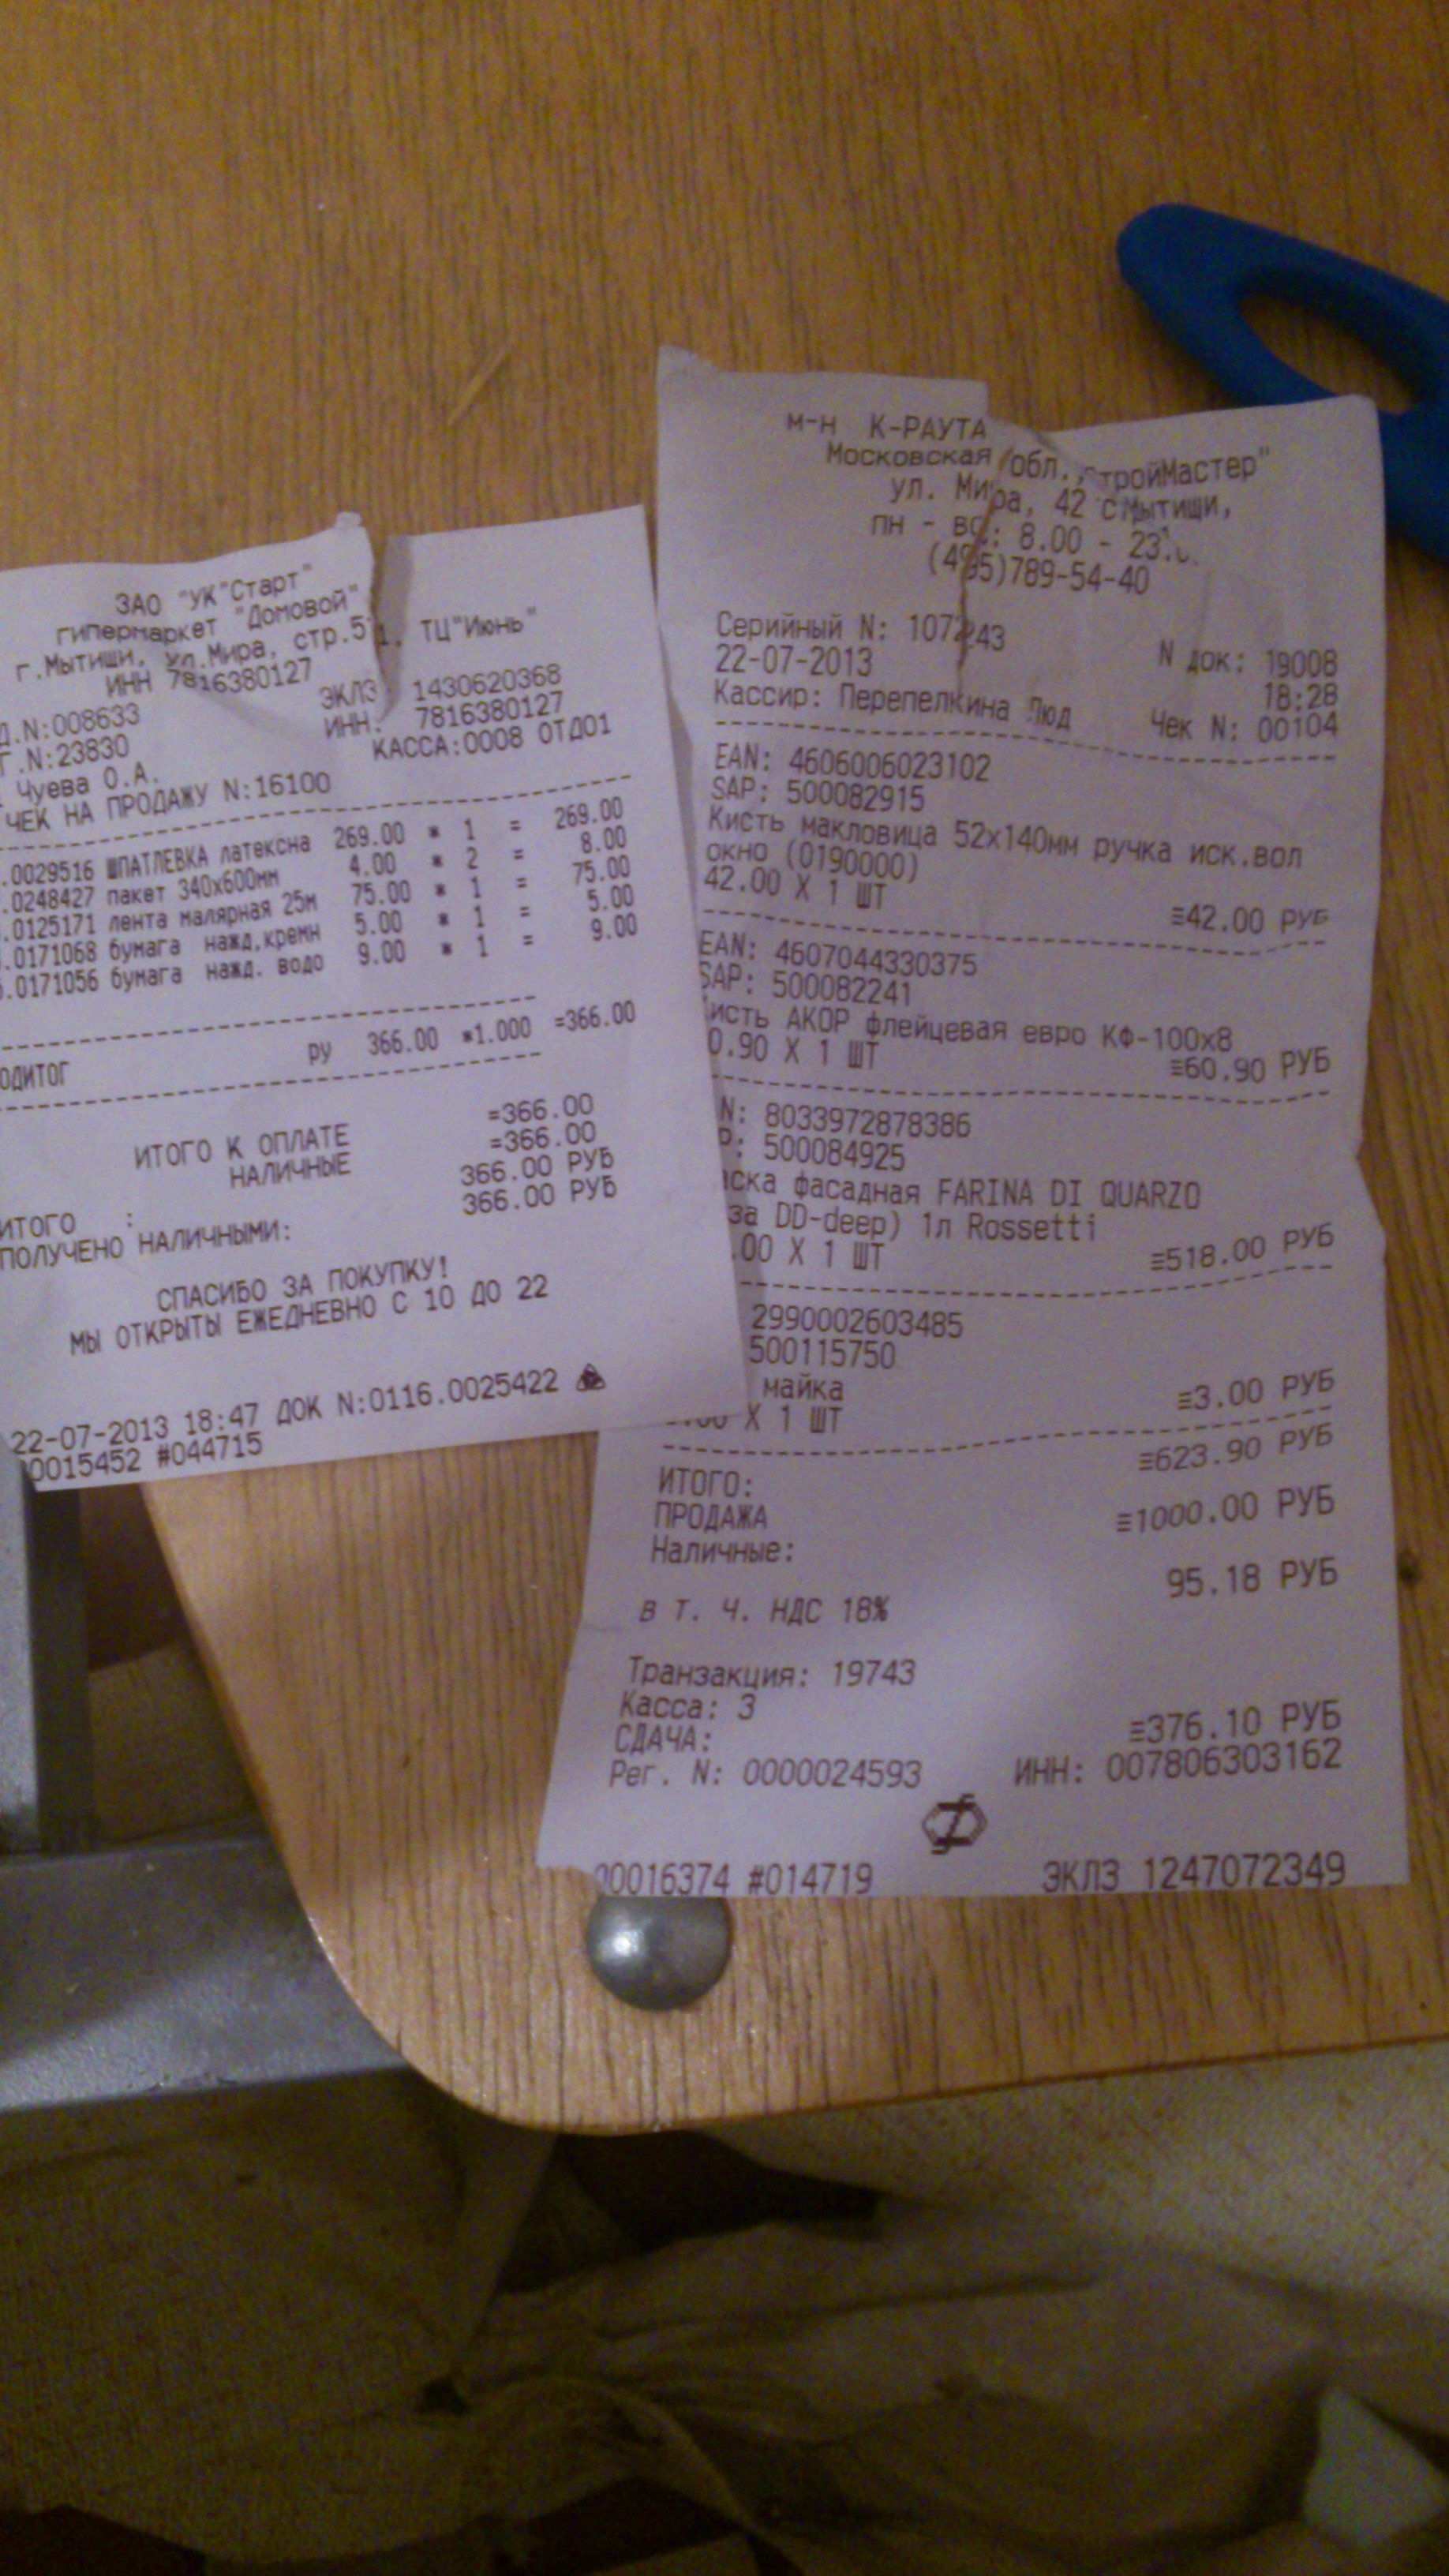 ЗАО "УК"Старт"
гипермаркет "Домовой"
г.Мытищи, ул.Мира, стр.51, ТЦ"Июнь"
ИНН 7816380127
ЭКЛЗ 1430620368
Д.N:008633 ИНН: 7816380127
Г.N:23830 КАССА:0008 ОТД01
Чуева О.А.
ЧЕК НА ПРОДАЖУ N:16100
.0029516 ШПАТЛЕВКА латексна 269.00 * 1 = 269.00
.0248427 пакет 340х600мм 4.00 * 2 = 8.00
.0125171 лента малярная 25м 75.00 * 1 = 75.00
.0171068 бумага нажд,кремн 5.00 * 1 = 5.00
.0171056 бумага нажд. водо 9.00 * 1 = 9.00
ОДИТОГ ру 366.00 *1.000 =366.00
ИТОГО К ОПЛАТЕ =366.00
НАЛИЧНЫЕ =366.00
ИТОГО : 366.00 РУБ
ПОЛУЧЕНО НАЛИЧНЫМИ: 366.00 РУБ
СПАСИБО ЗА ПОКУПКУ!
МЫ ОТКРЫТЫ ЕЖЕДНЕВНО С 10 ДО 22
22-07-2013 18:47 ДОК N:0116.0025422
0015452 #044715
м-н К-РАУТА
"тройМастер"
Московская обл., Мытищи,
ул. Мира, 42 с
пн - вс: 8.00 - 23.
(495)789-54-40
Серийный N: 107243 N док: 19008
22-07-2013 18:28
Кассир: Перепелкина Люд Чек N: 00104
EAN: 4606006023102
SAP: 500082915
Кисть макловица 52х140мм ручка иск.вол
окно (0190000)
42.00 X 1 ШТ ≡42.00 РУБ
EAN: 4607044330375
SAP: 500082241
исть АКОР флейцевая евро КФ-100х8
0.90 X 1 ШТ ≡60.90 РУБ
N: 8033972878386
P: 500084925
ска фасадная FARINA DI QUARZO
за DD-deep) 1л Rossetti
.00 X 1 ШТ ≡518.00 РУБ
2990002603485
500115750
майка
X 1 ШТ ≡3.00 РУБ
ИТОГО: ≡623.90 РУБ
ПРОДАЖА
Наличные: ≡1000.00 РУБ
в т. ч. НДС 18% 95.18 РУБ
Транзакция: 19743
Касса: 3
СДАЧА: ≡376.10 РУБ
Рег. N: 0000024593 ИНН: 007806303162
00016374 #014719 ЭКЛЗ 1247072349